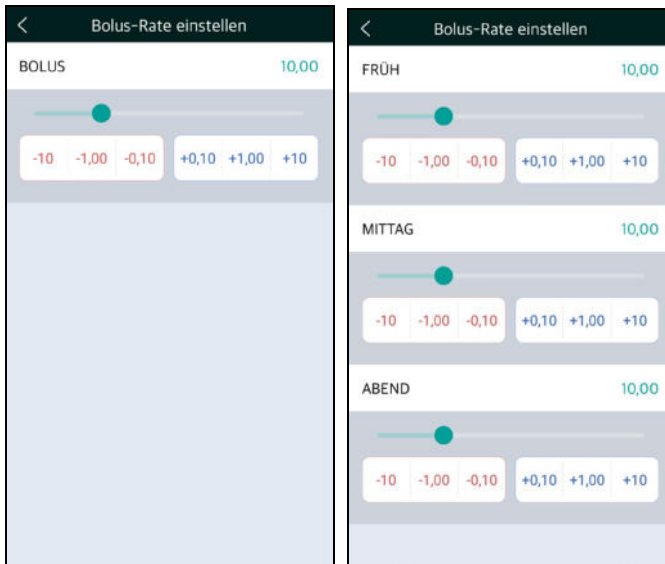 Bolus-Rate einstellen
BOLUS 10,00
-10 -1,00 -0,10 +0,10 +1,00 +10
Bolus-Rate einstellen
FRÜH 10,00
-10 -1,00 -0,10 +0,10 +1,00 +10
MITTAG 10,00
-10 -1,00 -0,10 +0,10 +1,00 +10
ABEND 10,00
-10 -1,00 -0,10 +0,10 +1,00 +10